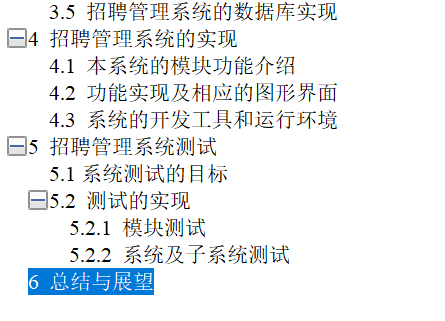 3.5 招聘管理系统的数据库实现
4 招聘管理系统的实现
4.1 本系统的模块功能介绍
4.2 功能实现及相应的图形界面
4.3 系统的开发工具和运行环境
5 招聘管理系统测试
5.1 系统测试的目标
5.2 测试的实现
5.2.1 模块测试
5.2.2 系统及子系统测试
6 总结与展望